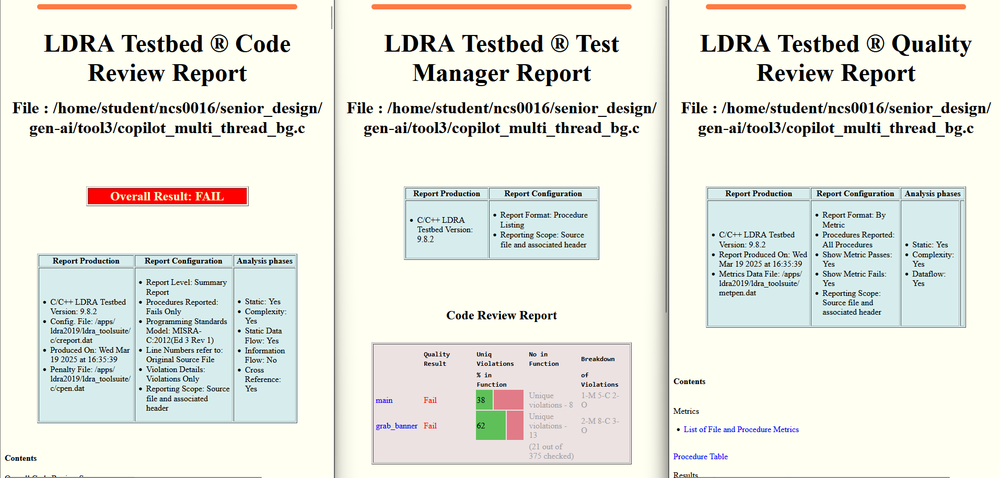 LDRA Testbed ® Code
Review Report
File : /home/student/ncs0016/senior_design/
gen-ai/tool3/copilot_multi_thread_bg.c
Overall Result: FAIL
Report Production
Report Configuration
Analysis phases
• C/C++ LDRA Testbed
Version: 9.8.2
• Config. File: /apps/
ldra2019/ldra_toolsuite/
c/creport.dat
• Produced On: Wed Mar
19 2025 at 16:35:39
• Penalty File: /apps/
ldra2019/ldra_toolsuite/
c/cpen.dat
• Report Level: Summary
Report
• Procedures Reported:
Fails Only
• Programming Standards
Model: MISRA-
C:2012(Ed 3 Rev 1)
• Line Numbers refer to:
Original Source File
• Violation Details:
Violations Only
• Reporting Scope: Source
file and associated
header
• Static: Yes
• Complexity:
Yes
• Static Data
Flow: Yes
• Information
Flow: No
• Cross
Reference:
Yes
Contents
LDRA Testbed ® Test
Manager Report
File : /home/student/ncs0016/senior_design/
gen-ai/tool3/copilot_multi_thread_bg.c
Report Production
Report Configuration
• C/C++ LDRA
Testbed Version:
9.8.2
• Report Format: Procedure
Listing
• Reporting Scope: Source
file and associated header
Code Review Report
Quality
Result
Uniq
Violations
% in
Function
No in
Function
Breakdown
of
Violations
main
Fail
38
Unique
violations - 8
1-M 5-C 2-
O
grab_banner
Fail
62
Unique
violations -
13
2-M 8-C 3-
O
(21 out of
375 checked)
LDRA Testbed ® Quality
Review Report
File : /home/student/ncs0016/senior_design/
gen-ai/tool3/copilot_multi_thread_bg.c
Report Production
Report Configuration
Analysis phases
• C/C++ LDRA Testbed
Version: 9.8.2
• Report Produced On: Wed
Mar 19 2025 at 16:35:39
• Metrics Data File: /apps/
ldra2019/ldra_toolsuite/
metpen.dat
• Report Format: By
Metric
• Procedures Reported:
All Procedures
• Show Metric Passes:
Yes
• Show Metric Fails:
Yes
• Reporting Scope:
Source file and
associated header
• Static: Yes
• Complexity:
Yes
• Dataflow:
Yes
Contents
Metrics
• List of File and Procedure Metrics
Procedure Table
Results